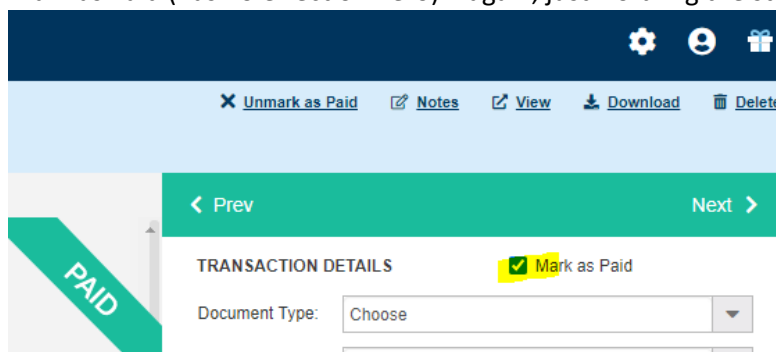 Unmark as Paid Notes View Download Delete
Prev Next
PAID
TRANSACTION DETAILS Mark as Paid
Document Type: Choose